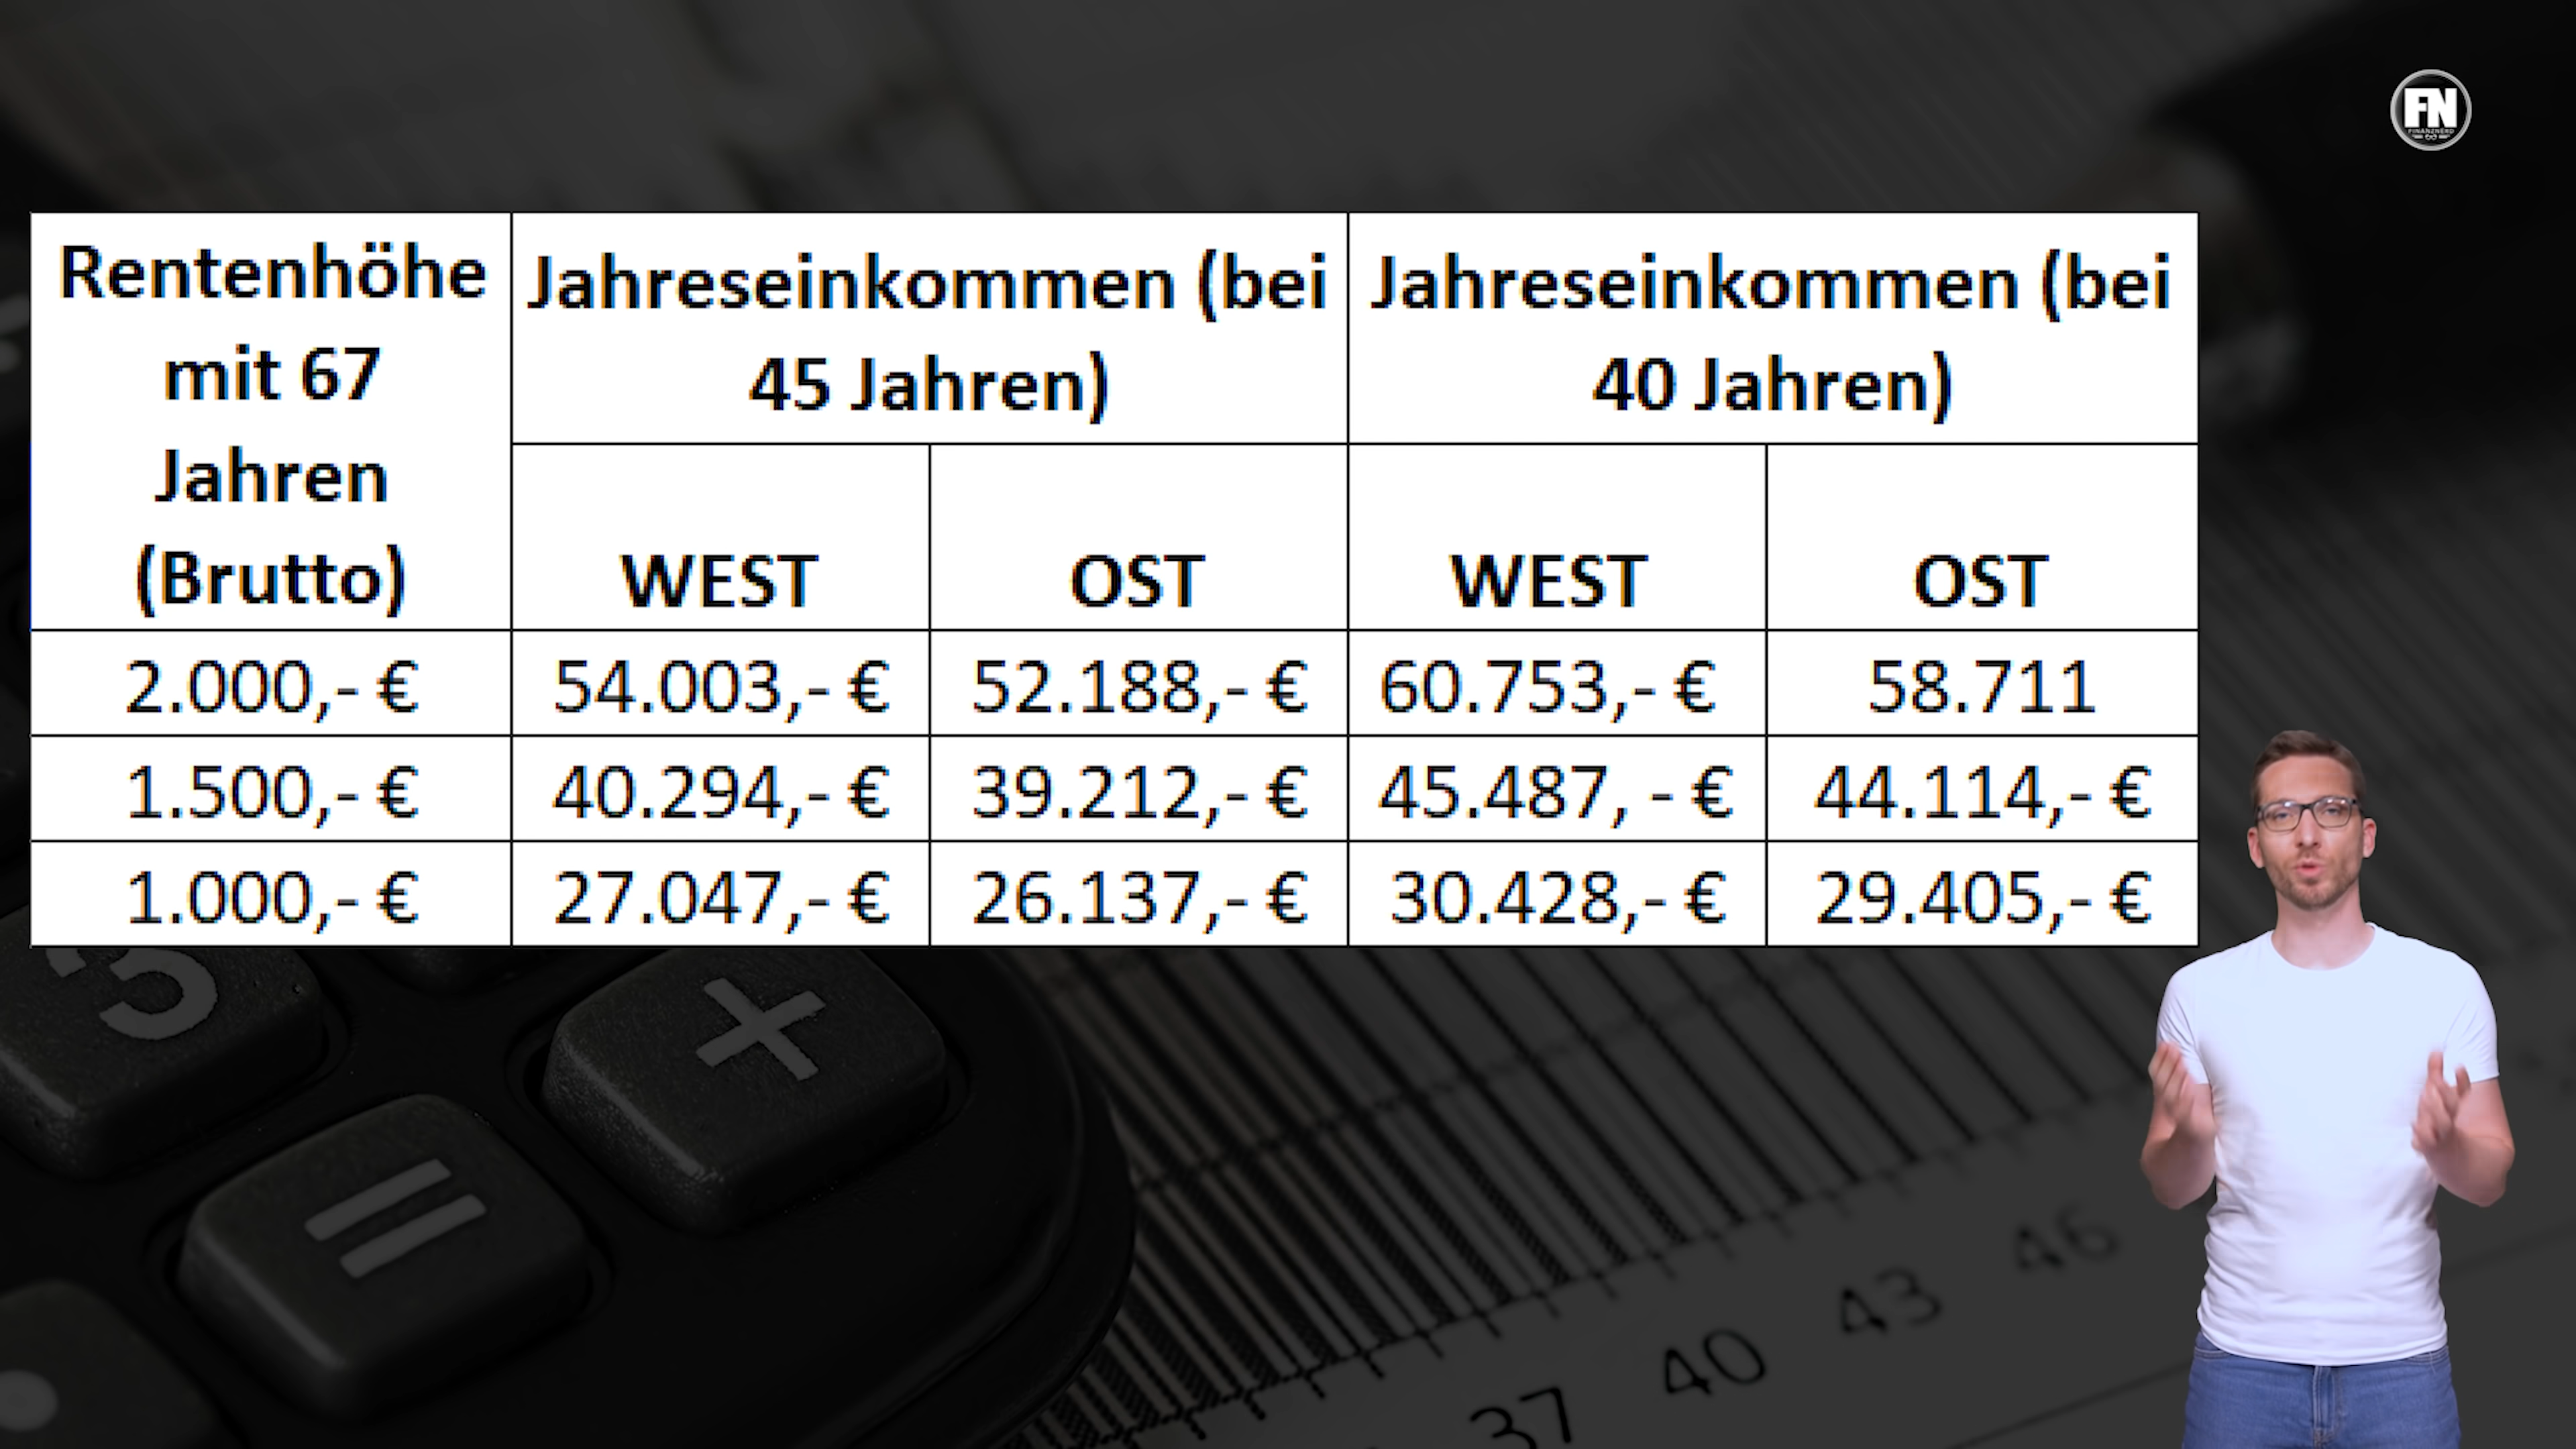 FN
FINANZNERD
Rentenhöhe
mit 67
Jahren
(Brutto)
Jahreseinkommen (bei
45 Jahren)
Jahreseinkommen (bei
40 Jahren)
WEST OST WEST OST
2.000,- € 54.003,- € 52.188,- € 60.753,- € 58.711
1.500,- € 40.294,- € 39.212,- € 45.487, - € 44.114,- €
1.000,- € 27.047,- € 26.137,- € 30.428,- € 29.405,- €
+
=
37 40 43 46